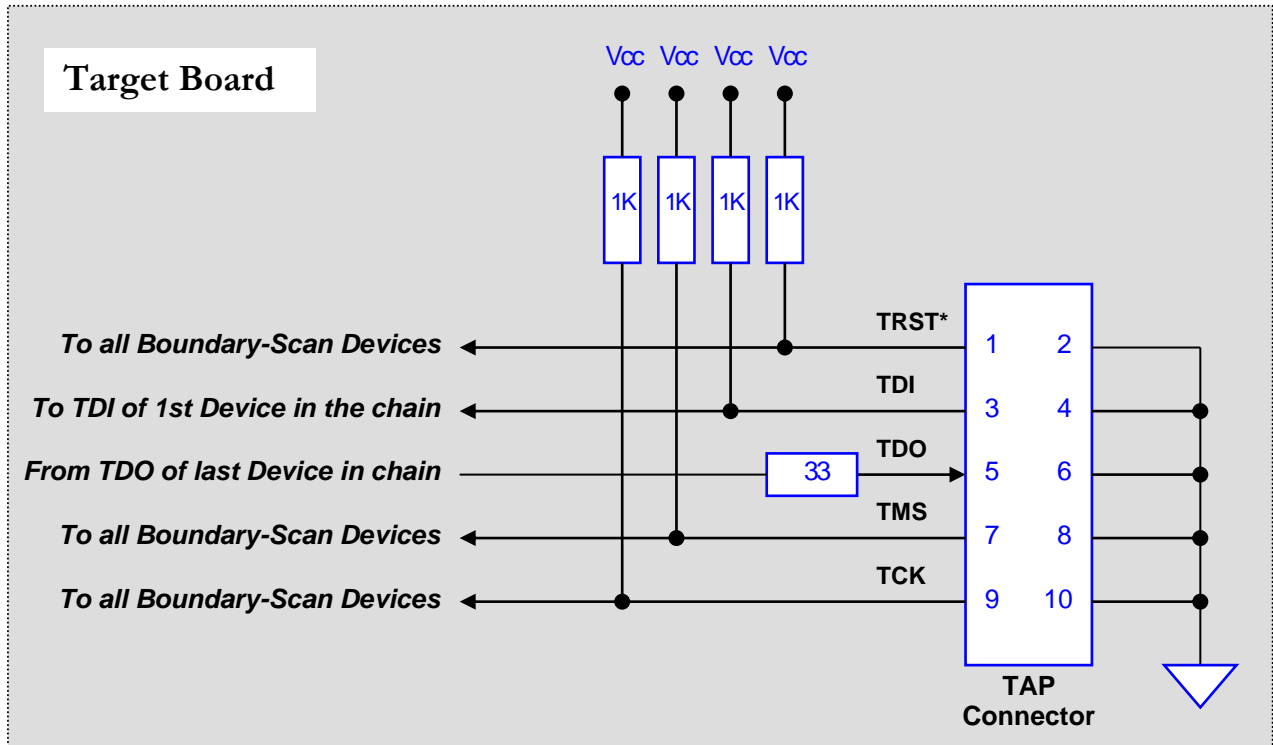 Target Board
Vcc Vcc Vcc Vcc
1K 1K 1K 1K
TRST*
To all Boundary-Scan Devices
1 2
TDI
To TDI of 1st Device in the chain
3 4
TDO
From TDO of last Device in chain
33
5 6
TMS
To all Boundary-Scan Devices
7 8
TCK
To all Boundary-Scan Devices
9 10
TAP
Connector